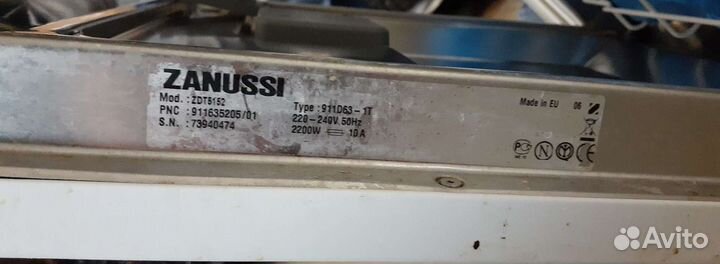 ZANUSSI
Mod. : ZDT5152
PNC : 911635205/01
S.N. : 73940474
Type : 911D63-1T
220-240V 50Hz
2200W 10A
Made in EU 06
Avito